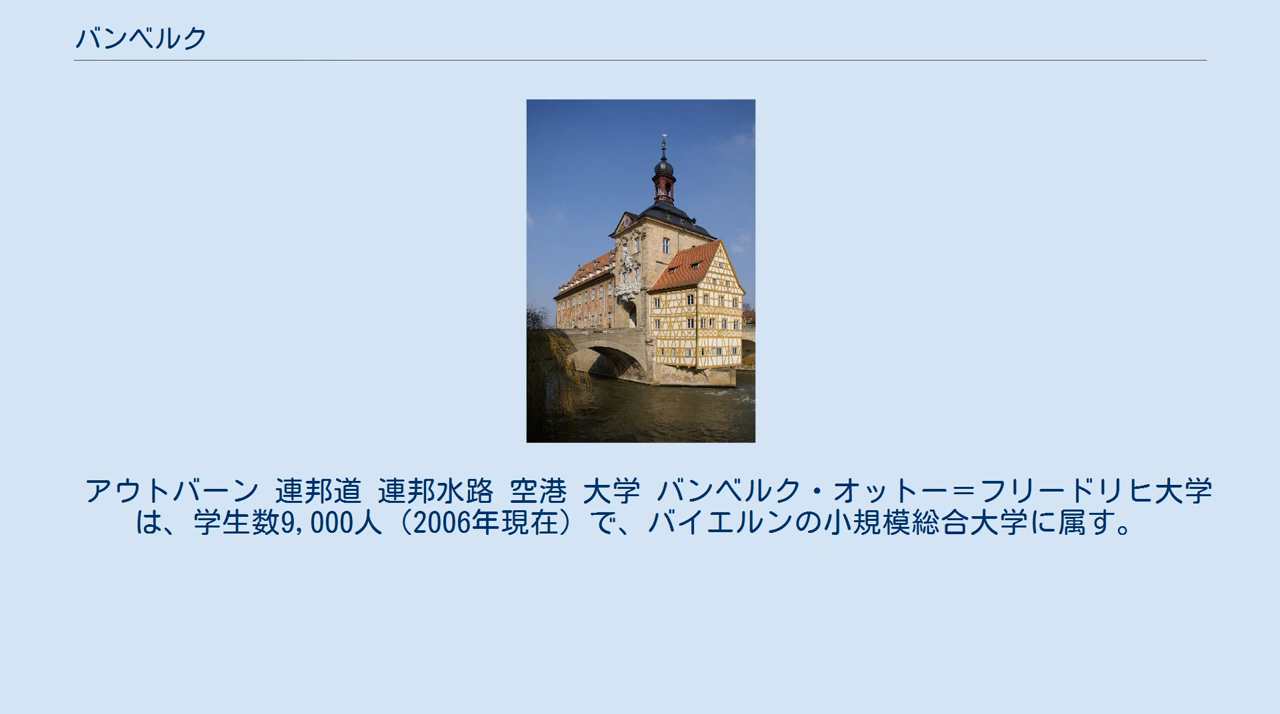 バンベルク
アウトバーン 連邦道 連邦水路 空港 大学 バンベルク・オットー＝フリードリヒ大学
は、学生数9,000人（2006年現在）で、バイエルンの小規模総合大学に属す。